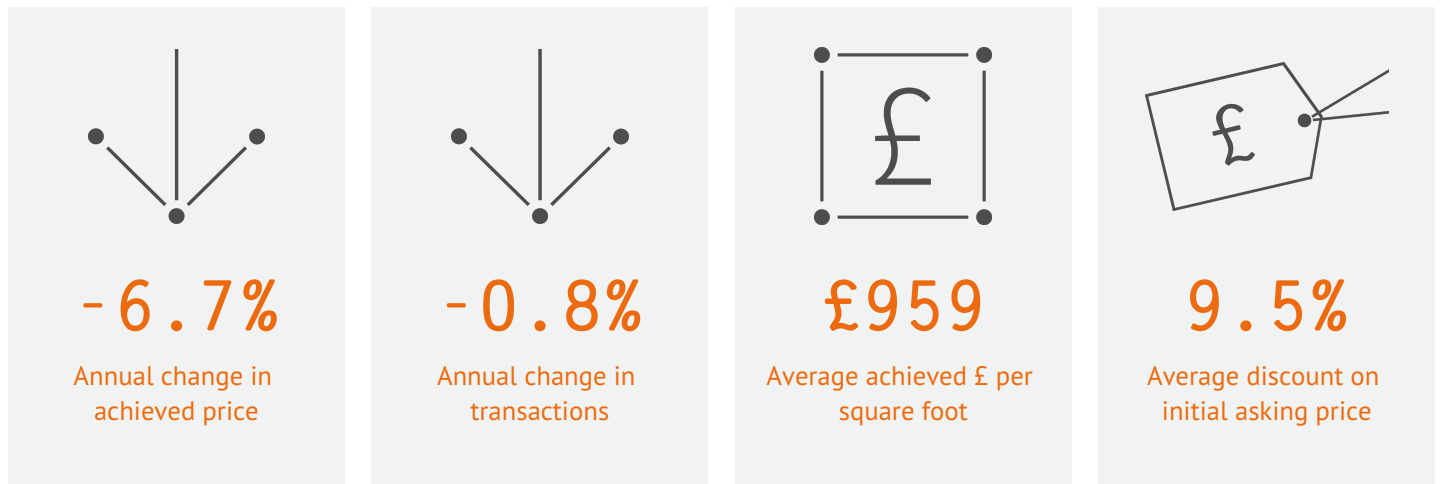 £
£
-6.7%
Annual change in
achieved price
-0.8%
Annual change in
transactions
£959
Average achieved £ per
square foot
9.5%
Average discount on
initial asking price